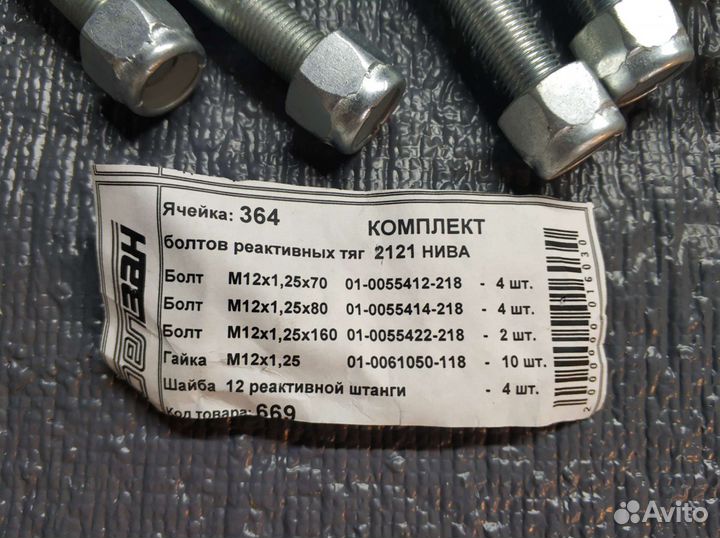 Ячейка: 364
КОМПЛЕКТ
болтов реактивных тяг 2121 НИВА
Болт М12х1,25х70 01-0055412-218 - 4 шт.
Болт М12х1,25х80 01-0055414-218 - 4 шт.
Болт М12х1,25х160 01-0055422-218 - 2 шт.
Гайка М12х1,25 01-0061050-118 - 10 шт.
Шайба 12 реактивной штанги - 4 шт.
Код товара: 669
2000000016030
Avito